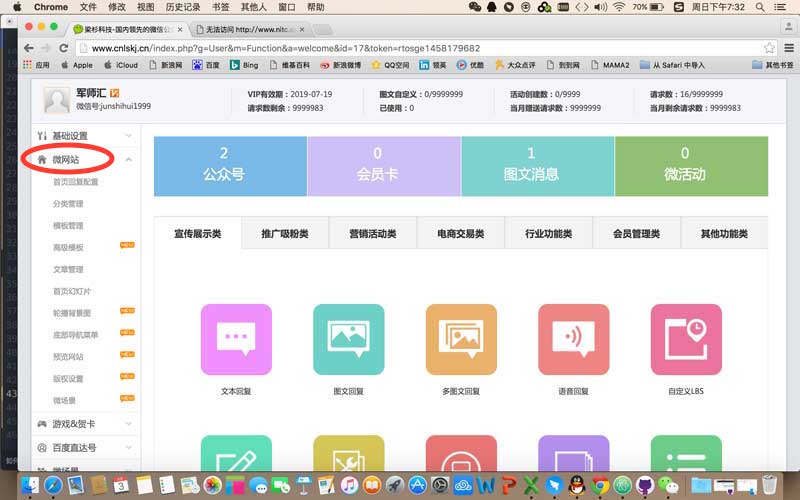 Chrome 文件 修改 视图 历史记录 书签 其他人 窗口 帮助 70% 周日下午7:32
梁杉科技-国内领先的微信公
无法访问 http://www.nitc.c
www.cnlskj.cn/index.php?g=User&m=Function&a=welcome&id=17&token=rtosge1458179682
应用 Apple iCloud 新浪网 百度 Bing 维基百科 新浪微博 QQ空间 领英 优酷 大众点评 到到网 MAMA2 从 Safari 中导入 其他书签
军师汇
微信号:junshihui1999
VIP有效期：2019-07-19 图文自定义：0/9999999 活动创建数：0/9999 请求数：16/9999999
请求数剩余：9999983 已使用：0 当月赠送请求数：9999999 当月剩余请求数：9999983
基础设置
微网站
首页回复配置
分类管理
模板管理
高级模板
文章管理
首页幻灯片
轮播背景图
底部导航菜单
预览网站
版权设置
微场景
游戏&贺卡
百度直达号
2 0 1 0
公众号 会员卡 图文消息 微活动
宣传展示类 推广吸粉类 营销活动类 电商交易类 行业功能类 会员管理类 其他功能类
文本回复 图文回复 多图文回复 语音回复 自定义LBS